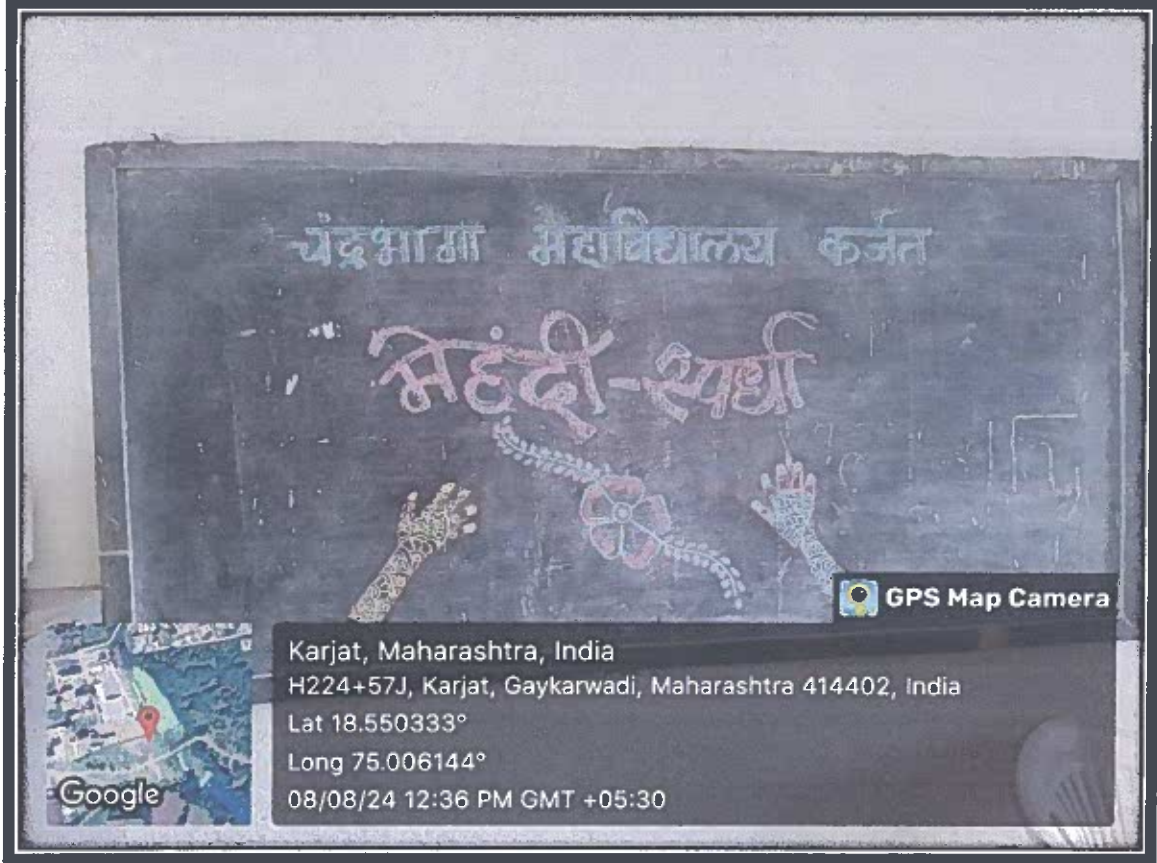 चंद्रभागा महाविद्यालय कर्जत
मेहंदी-स्पर्धा
GPS Map Camera
Karjat, Maharashtra, India
H224+57J, Karjat, Gaykarwadi, Maharashtra 414402, India
Lat 18.550333°
Long 75.006144°
08/08/24 12:36 PM GMT +05:30
Google